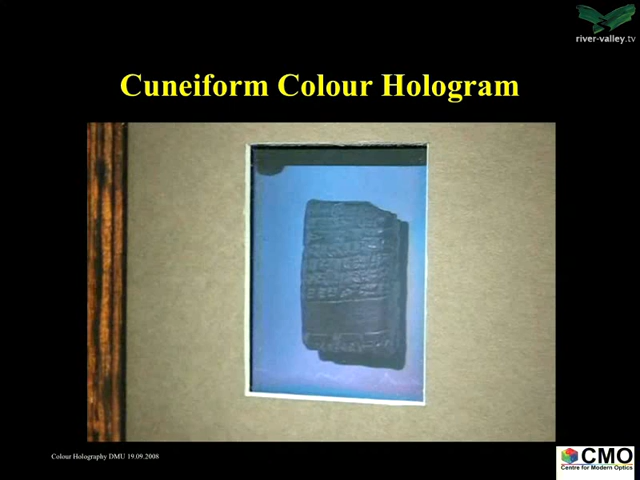 river-valley.tv
Cuneiform Colour Hologram
Colour Holography DMU 19.09.2008
CMO
Centre for Modern Optics